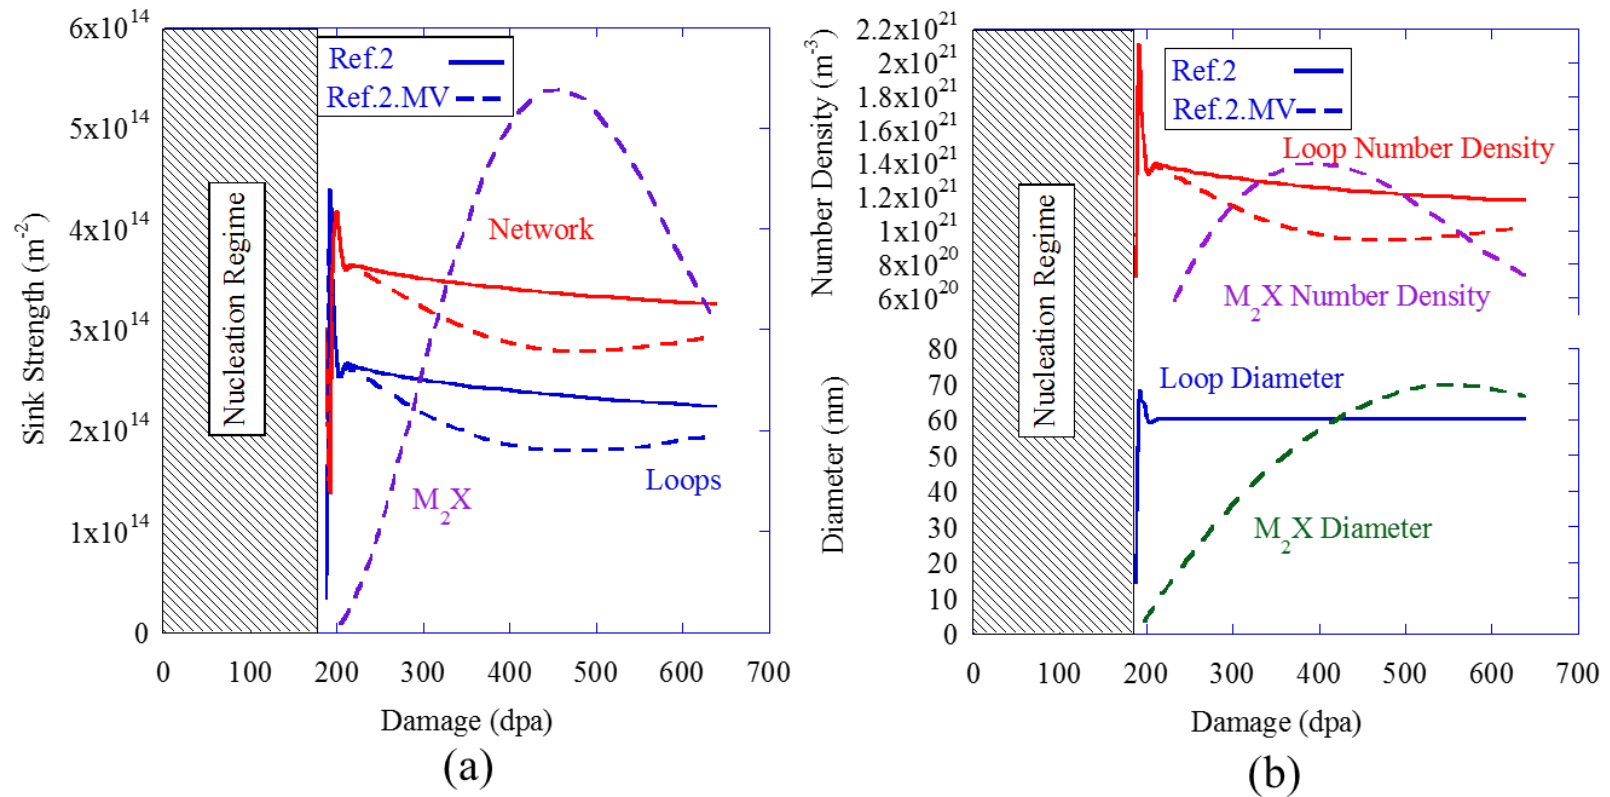 6x10^14
5x10^14
4x10^14
3x10^14
2x10^14
1x10^14
0
Sink Strength (m^-2)
Ref.2
Ref.2.MV
Nucleation Regime
Network
Loops
M_2X
0 100 200 300 400 500 600 700
Damage (dpa)
(a)
2.2x10^21
2x10^21
1.8x10^21
1.6x10^21
1.4x10^21
1.2x10^21
1x10^21
8x10^20
6x10^20
Number Density (m^-3)
80
70
60
50
40
30
20
10
0
Diameter (nm)
Ref.2
Ref.2.MV
Nucleation Regime
Loop Number Density
M_2X Number Density
Loop Diameter
M_2X Diameter
0 100 200 300 400 500 600 700
Damage (dpa)
(b)